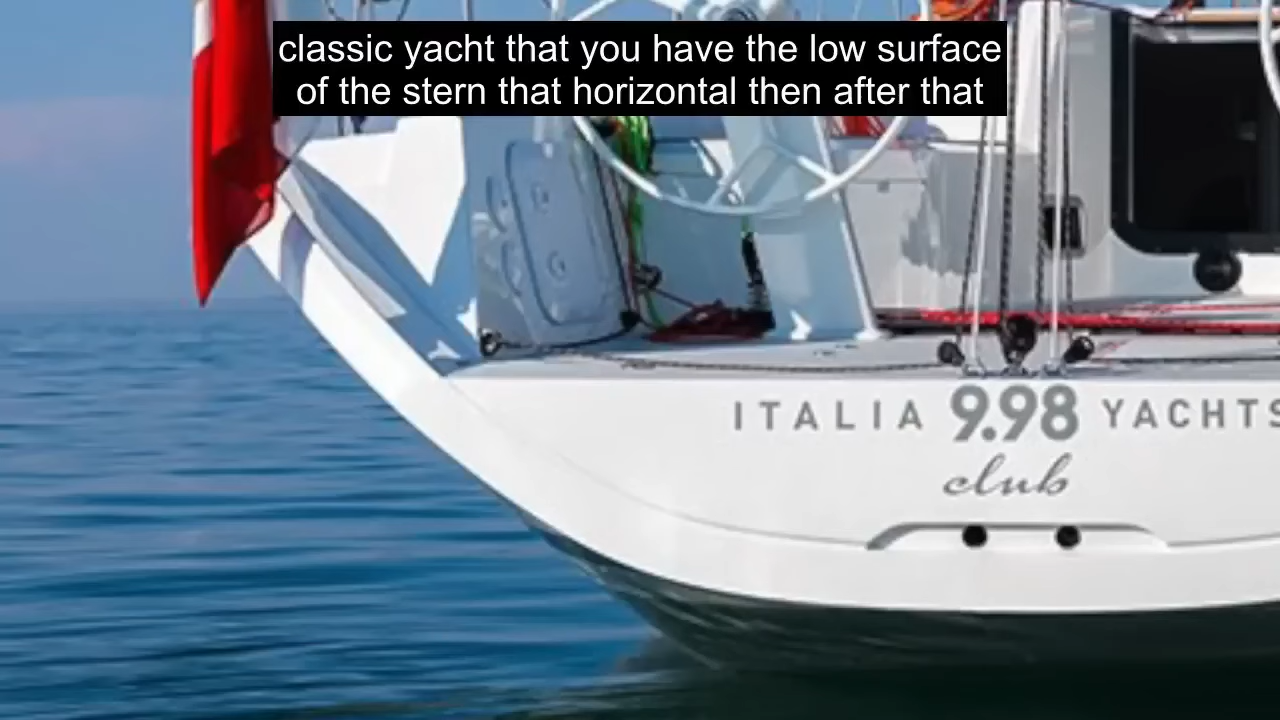 classic yacht that you have the low surface
of the stern that horizontal then after that
ITALIA 9.98 YACHTS
club